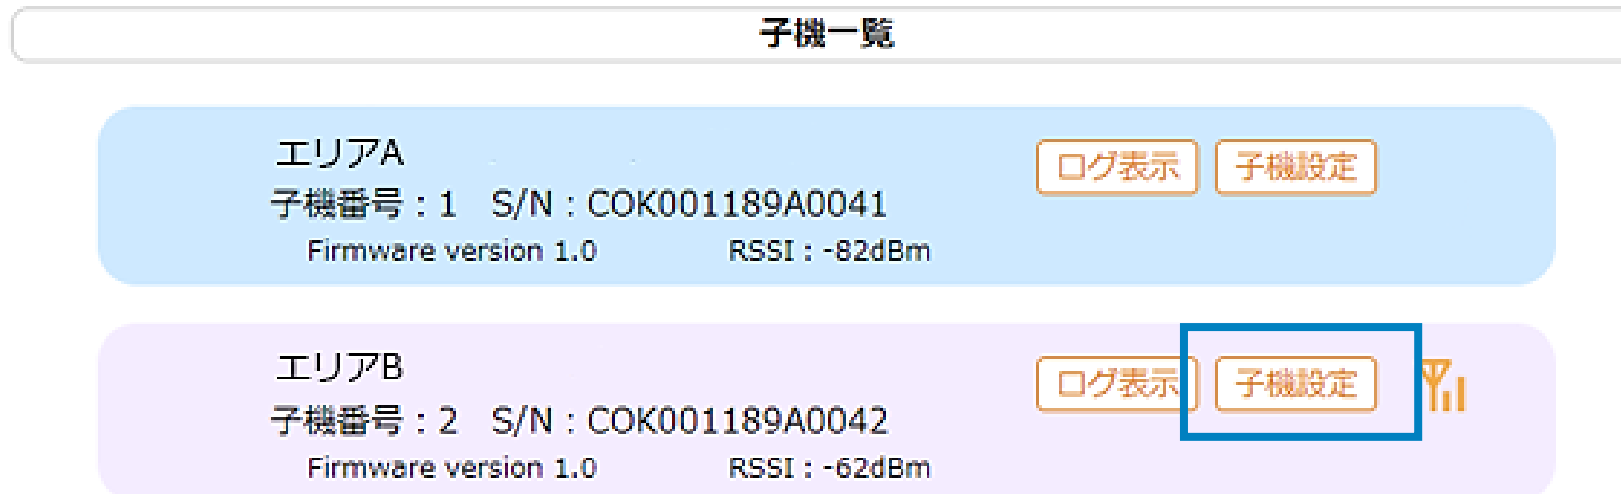 子機一覧
エリアA
ログ表示 子機設定
子機番号：1 S/N：COK001189A0041
Firmware version 1.0 RSSI：-82dBm
エリアB
ログ表示 子機設定
子機番号：2 S/N：COK001189A0042
Firmware version 1.0 RSSI：-62dBm